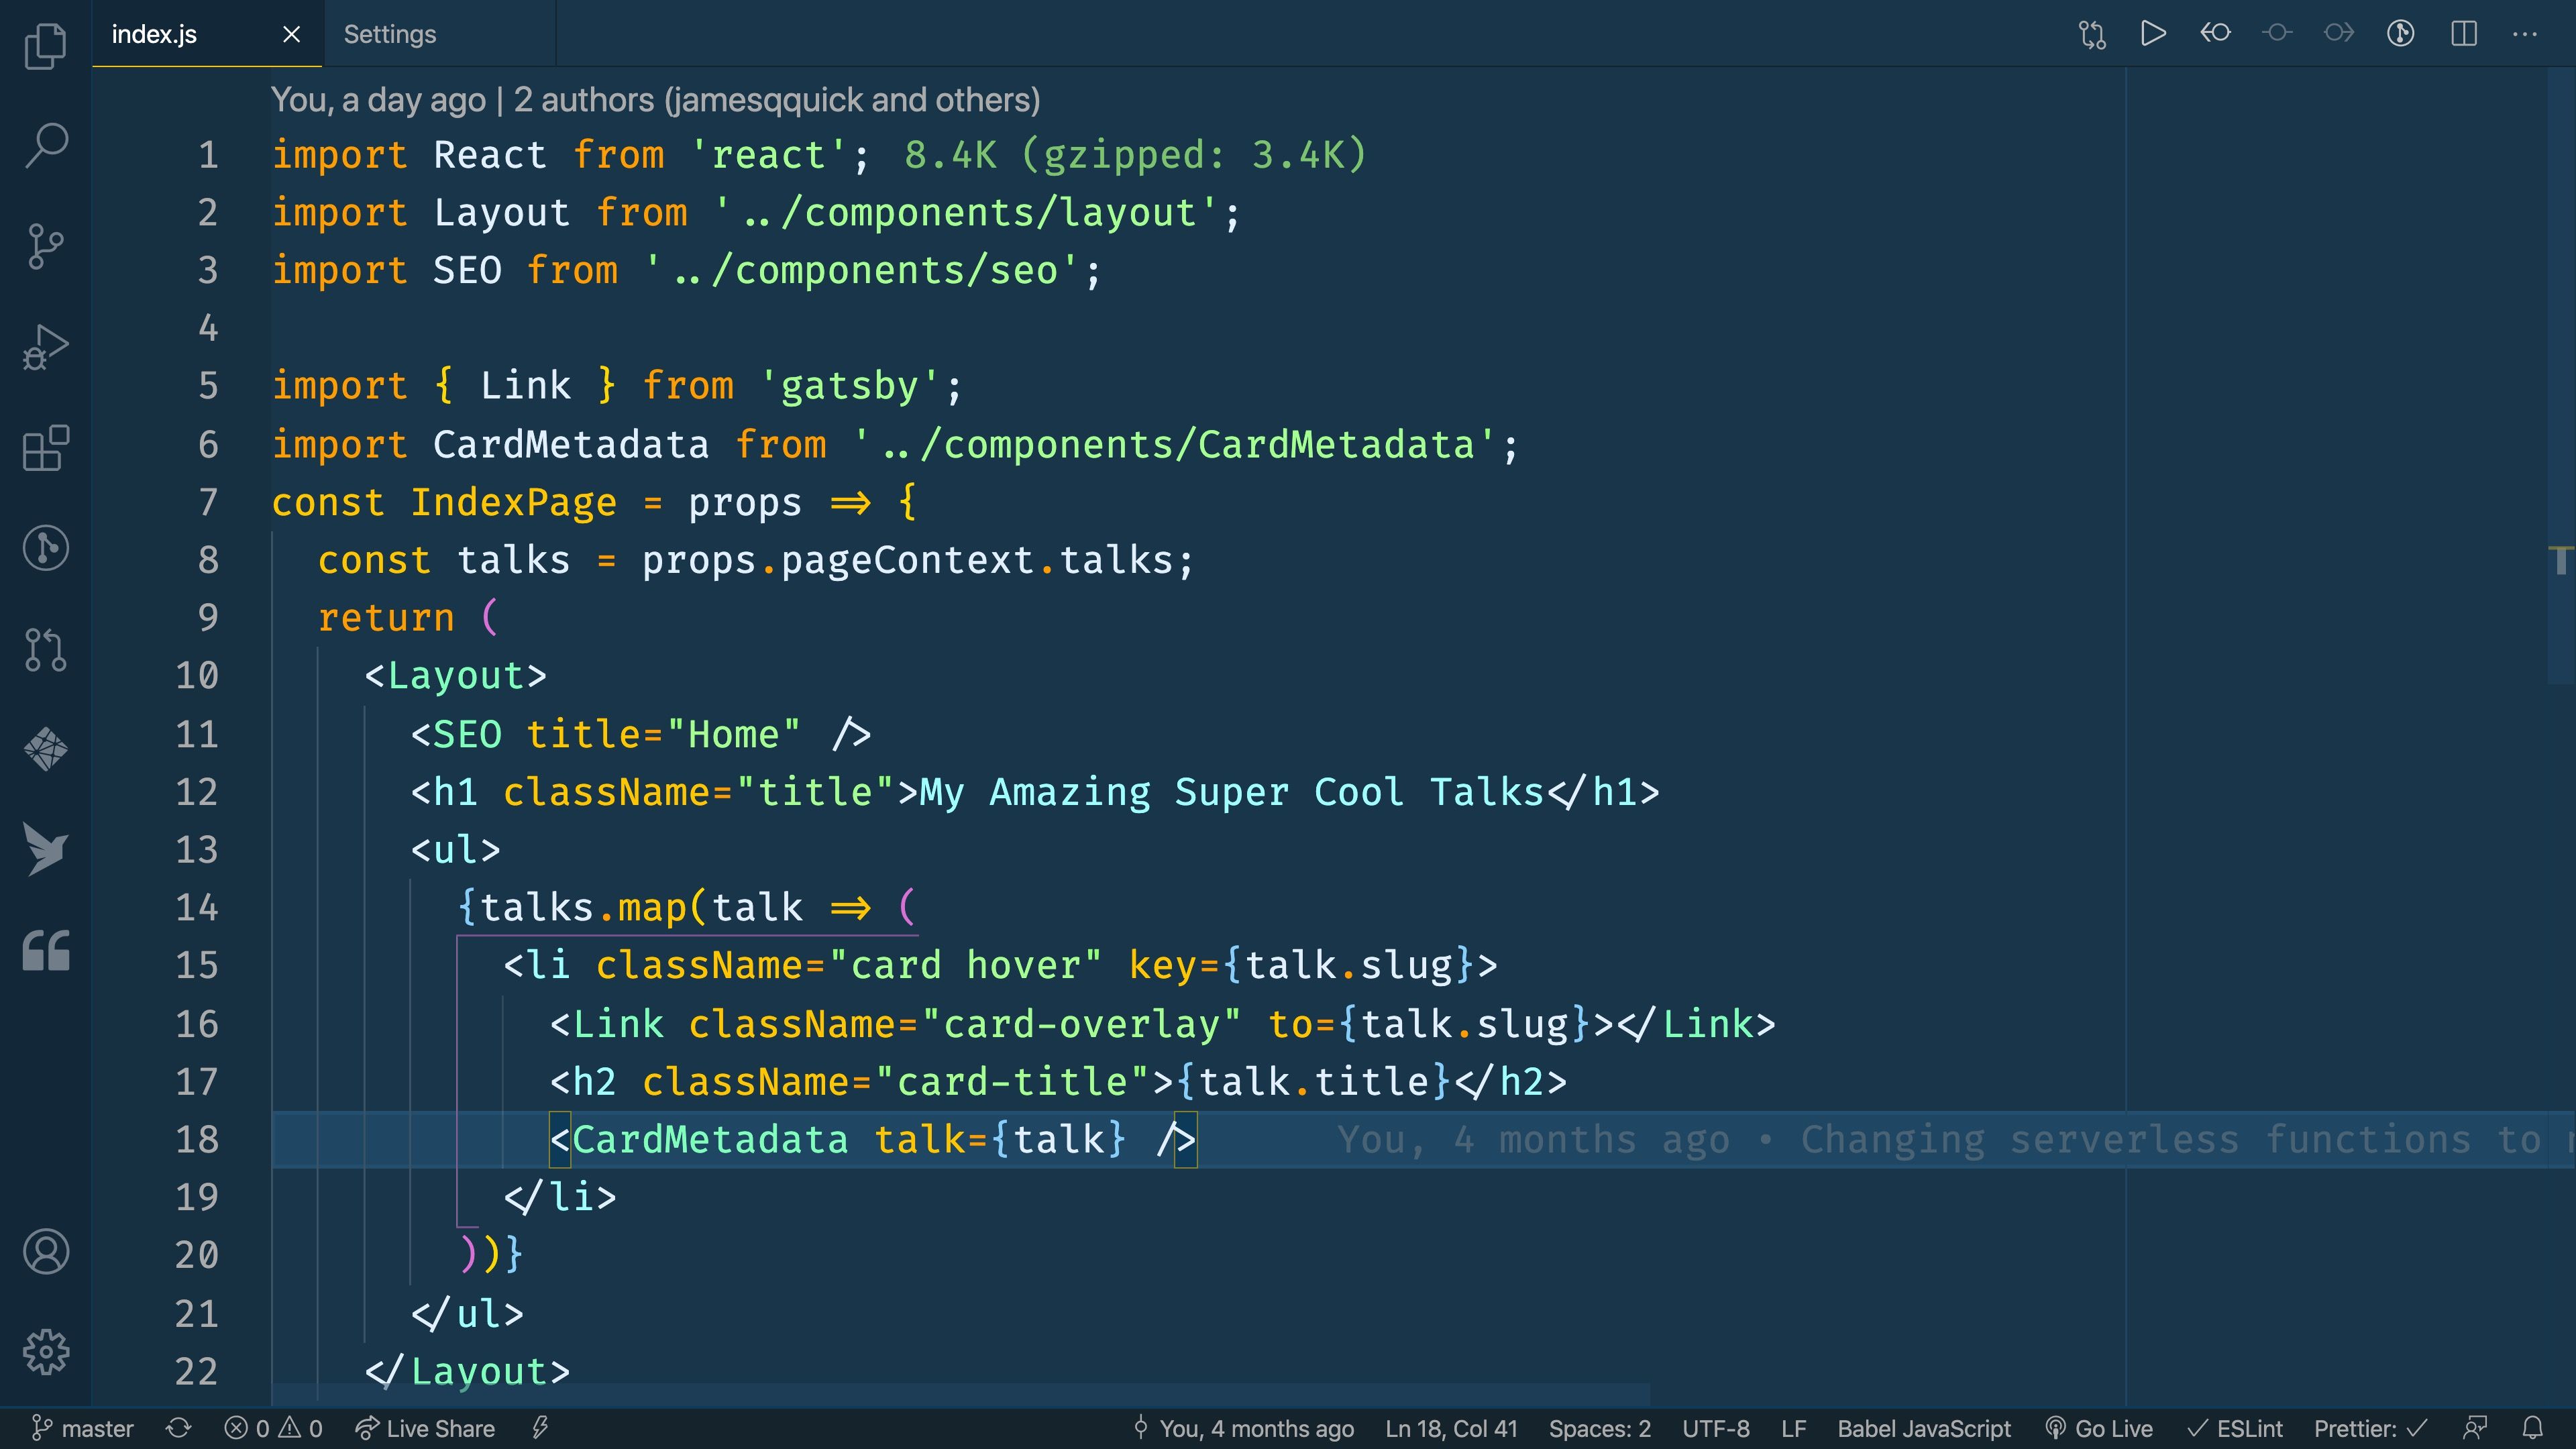 index.js Settings
You, a day ago | 2 authors (jamesqquick and others)
1 import React from 'react'; 8.4K (gzipped: 3.4K)
2 import Layout from '../components/layout';
3 import SEO from '../components/seo';
4
5 import { Link } from 'gatsby';
6 import CardMetadata from '../components/CardMetadata';
7 const IndexPage = props => {
8 const talks = props.pageContext.talks;
9 return (
10 <Layout>
11 <SEO title="Home" />
12 <h1 className="title">My Amazing Super Cool Talks</h1>
13 <ul>
14 {talks.map(talk => (
15 <li className="card hover" key={talk.slug}>
16 <Link className="card-overlay" to={talk.slug}></Link>
17 <h2 className="card-title">{talk.title}</h2>
18 <CardMetadata talk={talk} /> You, 4 months ago • Changing serverless functions to
19 </li>
20 ))}
21 </ul>
22 </Layout>
master 0 0 Live Share You, 4 months ago Ln 18, Col 41 Spaces: 2 UTF-8 LF Babel JavaScript Go Live ESLint Prettier: